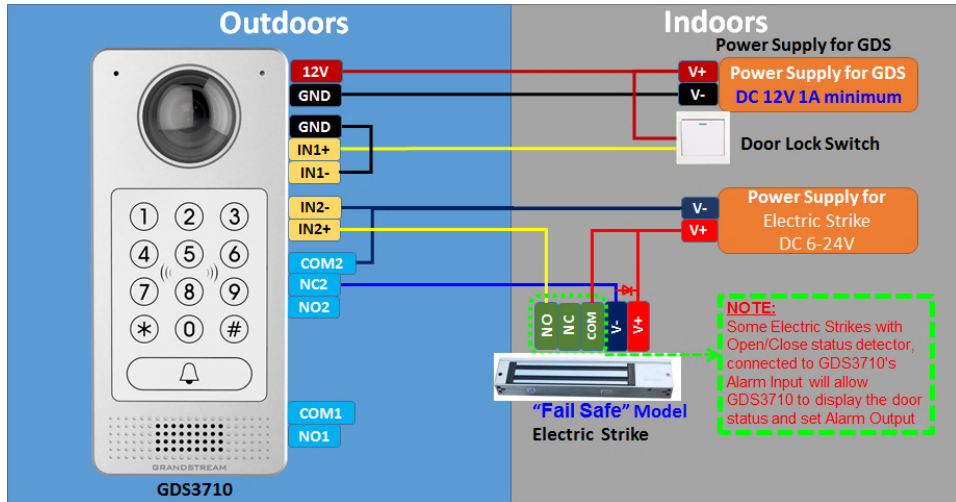 Outdoors
Indoors
Power Supply for GDS
12V
GND
GND
IN1+
IN1-
IN2-
IN2+
COM2
NC2
NO2
COM1
NO1
V+
V-
Power Supply for GDS
DC 12V 1A minimum
Door Lock Switch
V-
V+
Power Supply for
Electric Strike
DC 6-24V
1 2 3
4 5 6
7 8 9
* 0 #
GRANDSTREAM
GDS3710
NO
NC
COM
V-
V+
“Fail Safe” Model
Electric Strike
NOTE:
Some Electric Strikes with
Open/Close status detector,
connected to GDS3710's
Alarm Input will allow
GDS3710 to display the door
status and set Alarm Output